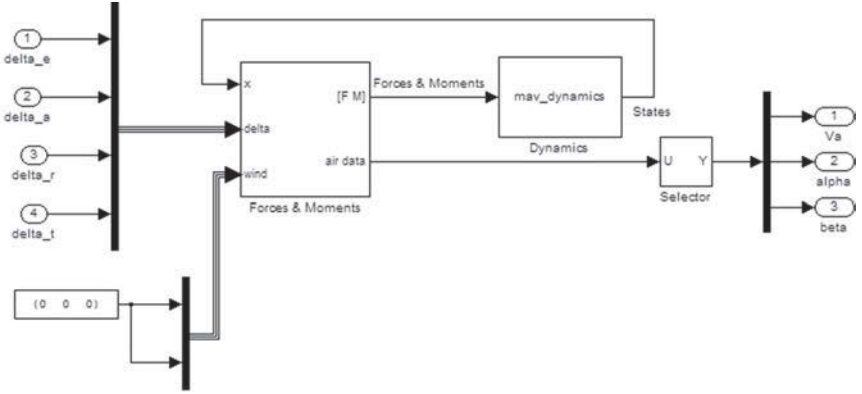 1
delta_e
2
delta_a
3
delta_r
4
delta_t
(0 0 0)
x
delta
wind
[F M]
air data
Forces & Moments
Forces & Moments
mav_dynamics
Dynamics
States
U Y
Selector
1
Va
2
alpha
3
beta